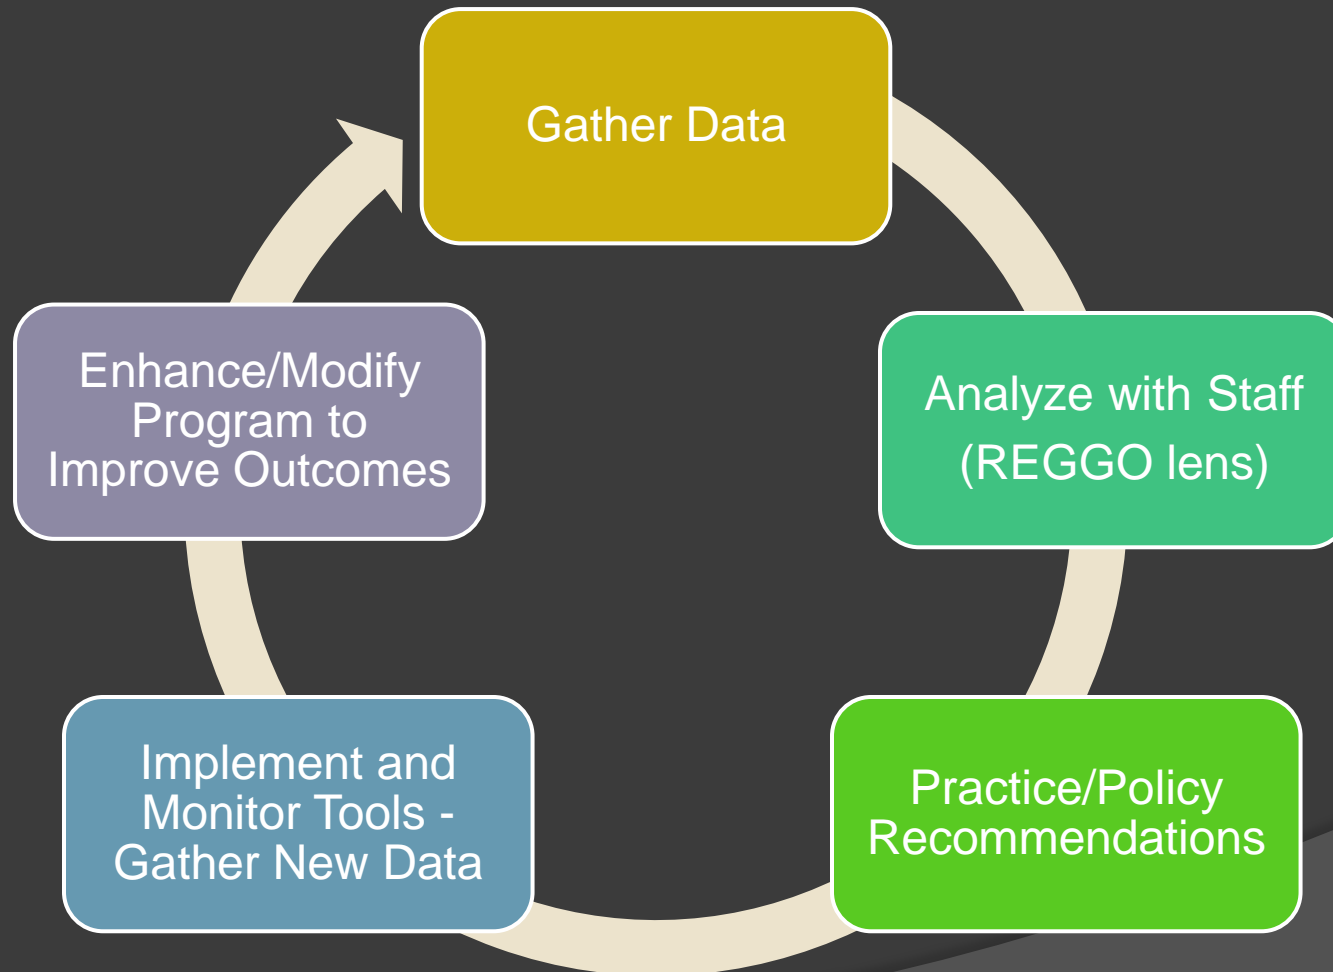 Gather Data
Analyze with Staff
(REGGO lens)
Practice/Policy
Recommendations
Implement and
Monitor Tools -
Gather New Data
Enhance/Modify
Program to
Improve Outcomes